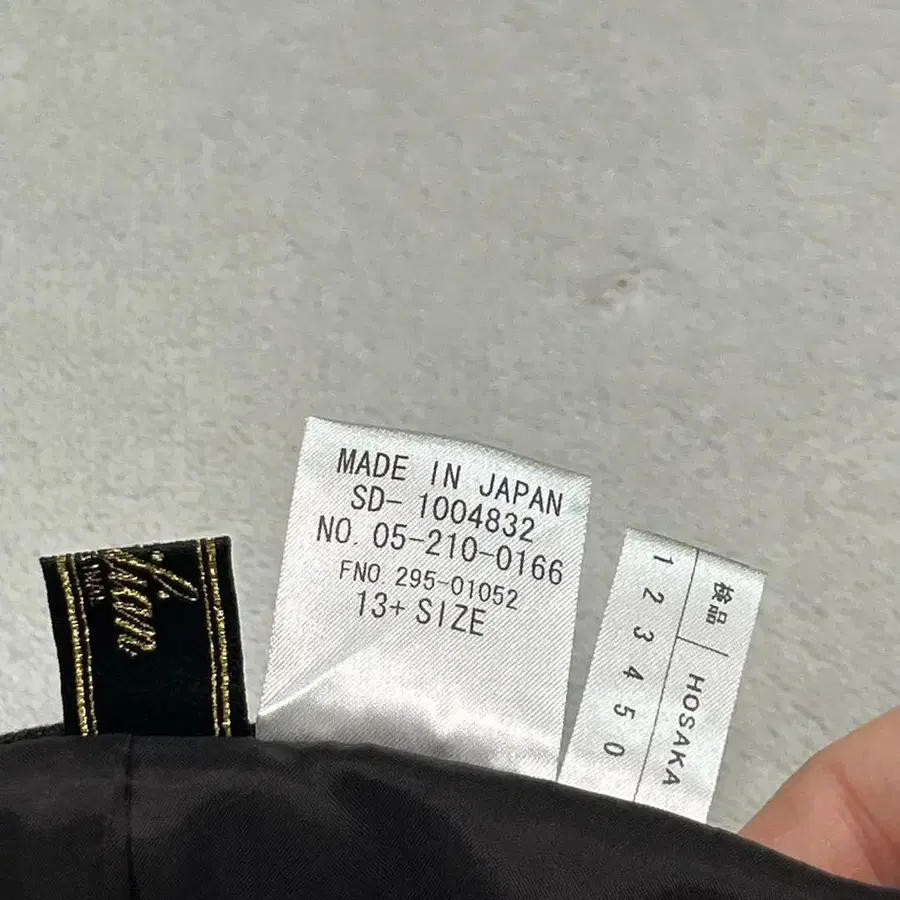 MADE IN JAPAN
SD- 1004832
NO. 05-210-0166
FNO. 295-01052
13+ SIZE
検品 HOSAKA
1 2 3 4 5 0